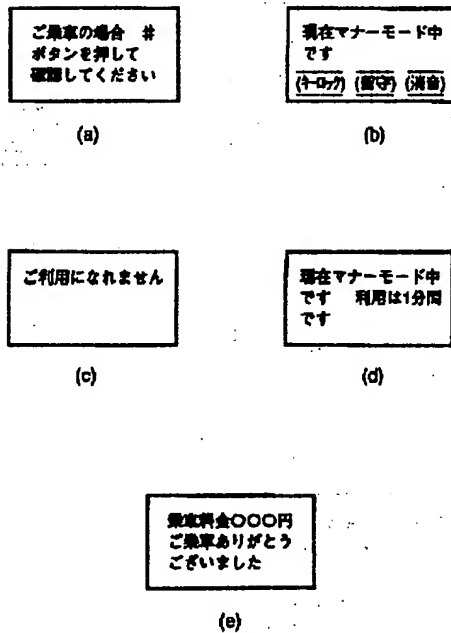 ご乗車の場合 #
ボタンを押して
確認してください
(a)
現在マナーモード中
です
(キーロック) (留守) (消音)
(b)
ご利用になれません
(c)
現在マナーモード中
です 利用は1分間
です
(d)
乗車料金〇〇〇円
ご乗車ありがとう
ございました
(e)